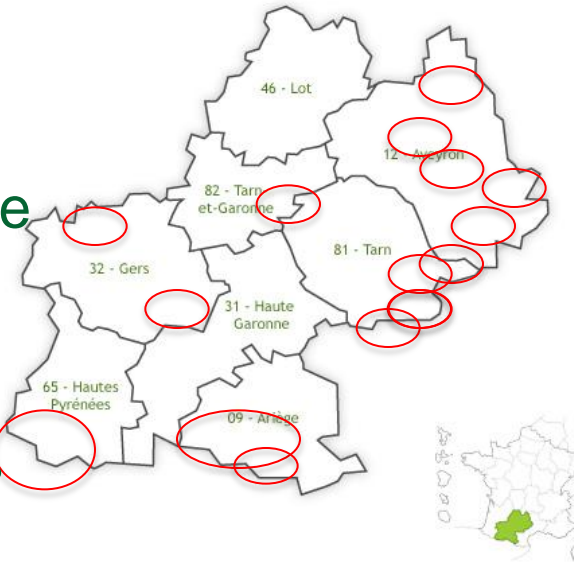 46 - Lot
12 - Aveyron
82 - Tarn
et-Garonne
e
81 - Tarn
32 - Gers
31 - Haute
Garonne
65 - Hautes
Pyrénées
09 - Ariège